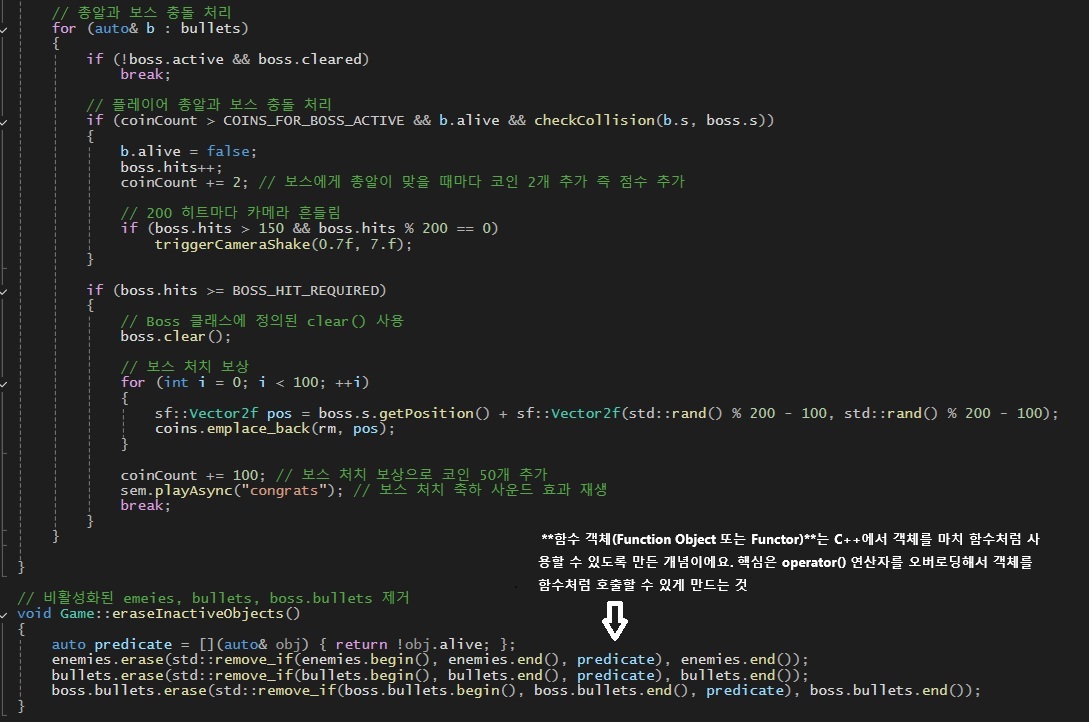 // 총알과 보스 충돌 처리
for (auto& b : bullets)
{
if (!boss.active && boss.cleared)
break;
// 플레이어 총알과 보스 충돌 처리
if (coinCount > COINS_FOR_BOSS_ACTIVE && b.alive && checkCollision(b.s, boss.s))
{
b.alive = false;
boss.hits++;
coinCount += 2; // 보스에게 총알이 맞을 때마다 코인 2개 추가 즉 점수 추가
// 200 히트마다 카메라 흔들림
if (boss.hits > 150 && boss.hits % 200 == 0)
triggerCameraShake(0.7f, 7.f);
}
if (boss.hits >= BOSS_HIT_REQUIRED)
{
// Boss 클래스에 정의된 clear() 사용
boss.clear();
// 보스 처치 보상
for (int i = 0; i < 100; ++i)
{
sf::Vector2f pos = boss.s.getPosition() + sf::Vector2f(std::rand() % 200 - 100, std::rand() % 200 - 100);
coins.emplace_back(rm, pos);
}
coinCount += 100; // 보스 처치 보상으로 코인 50개 추가
sem.playAsync("congrats"); // 보스 처치 축하 사운드 효과 재생
break;
}
}
}
**함수 객체(Function Object 또는 Functor)**는 C++에서 객체를 마치 함수처럼 사
용할 수 있도록 만든 개념이에요. 핵심은 operator() 연산자를 오버로딩해서 객체를
함수처럼 호출할 수 있게 만드는 것
// 비활성화된 emeies, bullets, boss.bullets 제거
void Game::eraseInactiveObjects()
{
auto predicate = [](auto& obj) { return !obj.alive; };
enemies.erase(std::remove_if(enemies.begin(), enemies.end(), predicate), enemies.end());
bullets.erase(std::remove_if(bullets.begin(), bullets.end(), predicate), bullets.end());
boss.bullets.erase(std::remove_if(boss.bullets.begin(), boss.bullets.end(), predicate), boss.bullets.end());
}